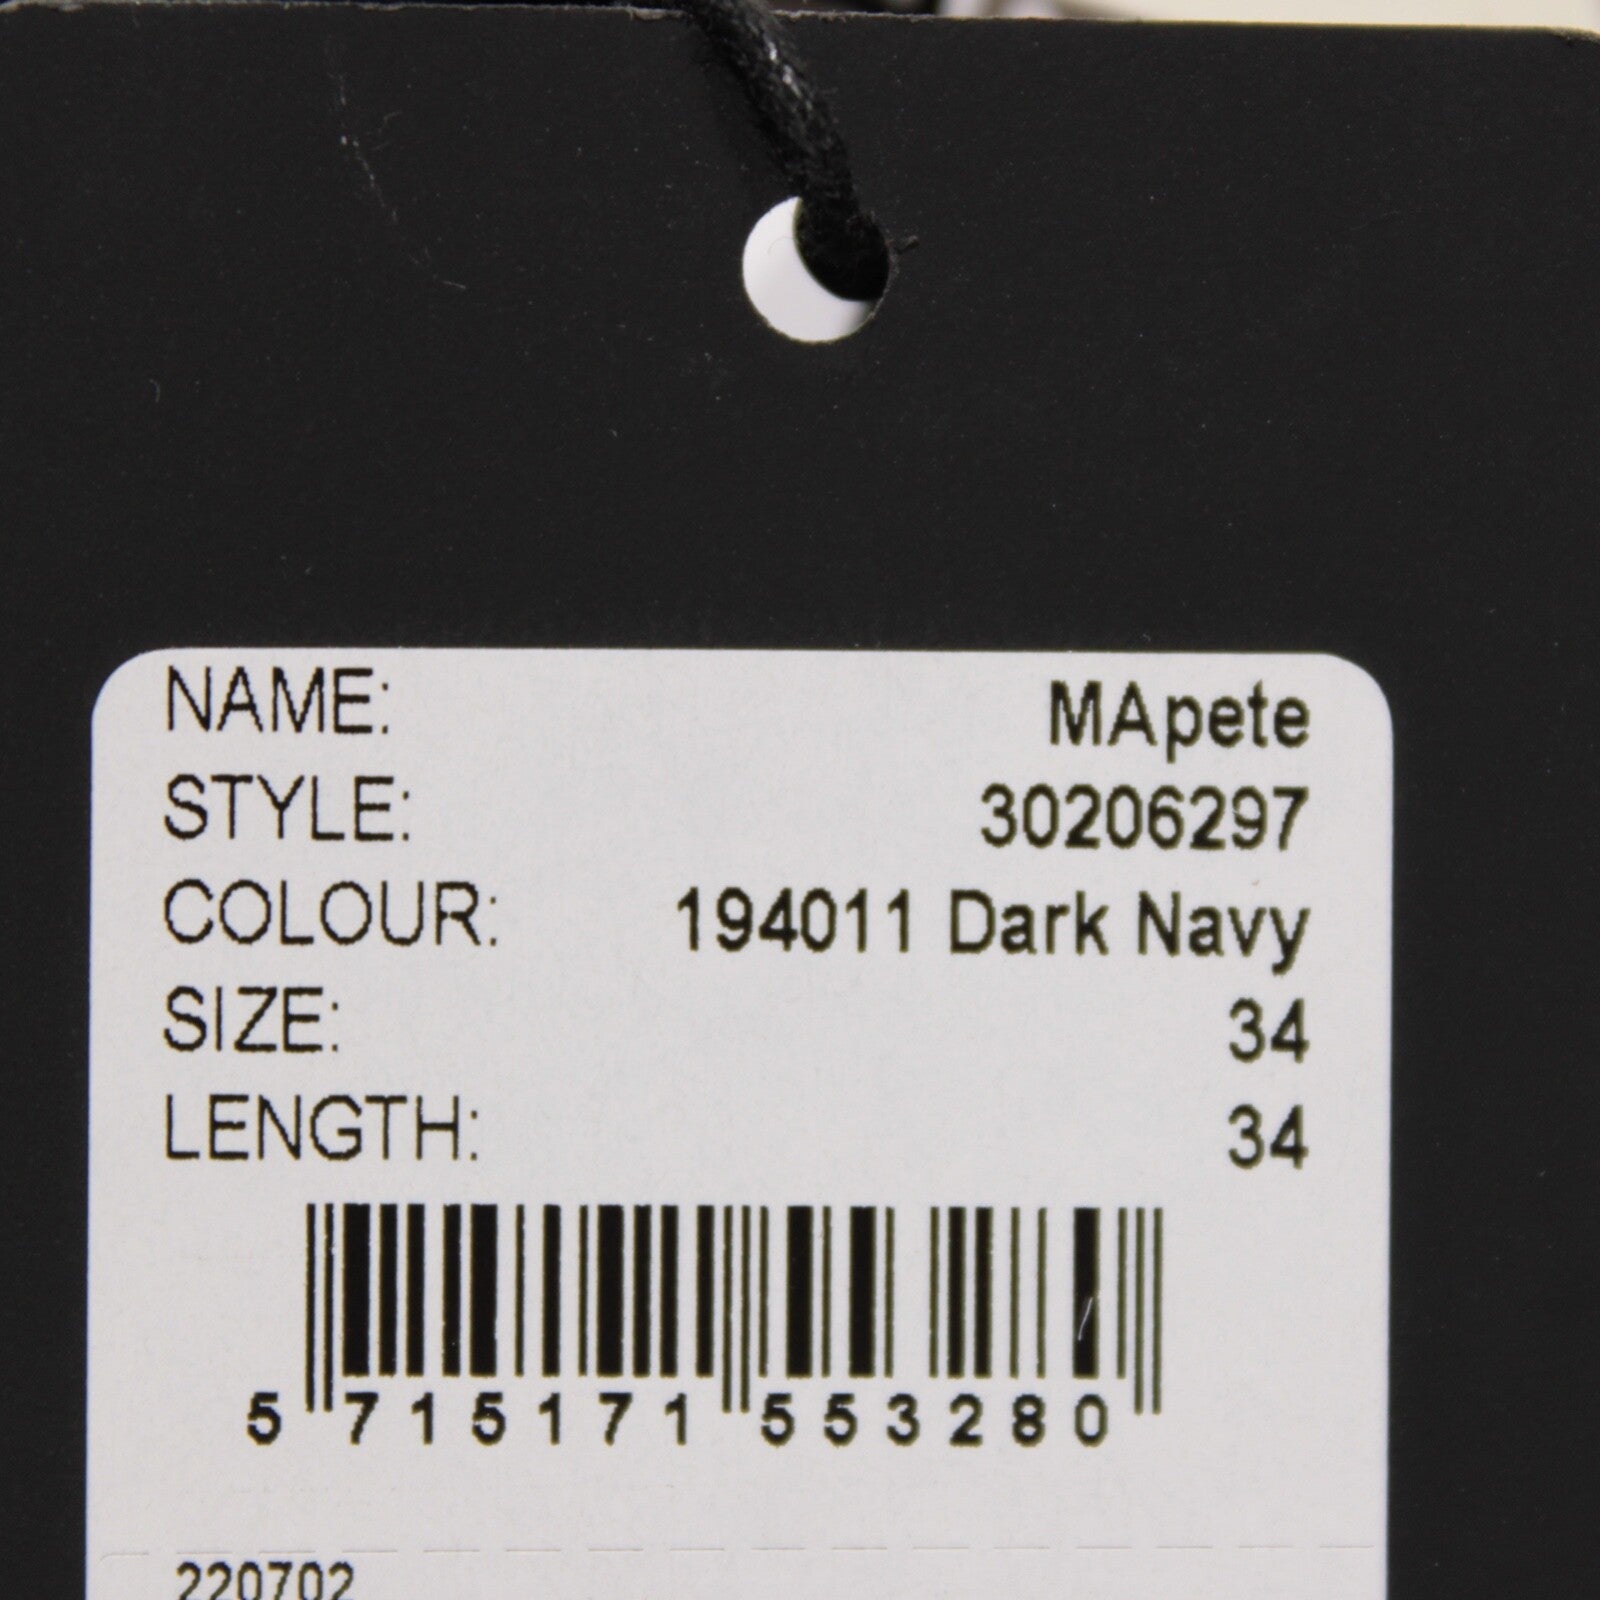 NAME: MApete
STYLE: 30206297
COLOUR: 194011 Dark Navy
SIZE: 34
LENGTH: 34
5 715171 553280
220702